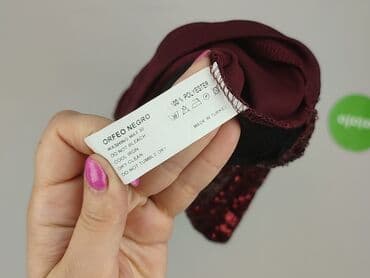 ORFEO NEGRO
WASHING MAX 30
DO NOT BLEACH
COOL IRON
DRY CLEAN
DO NOT TUMBLE DRY
100 % POLYESTER
MADE IN TURKEY